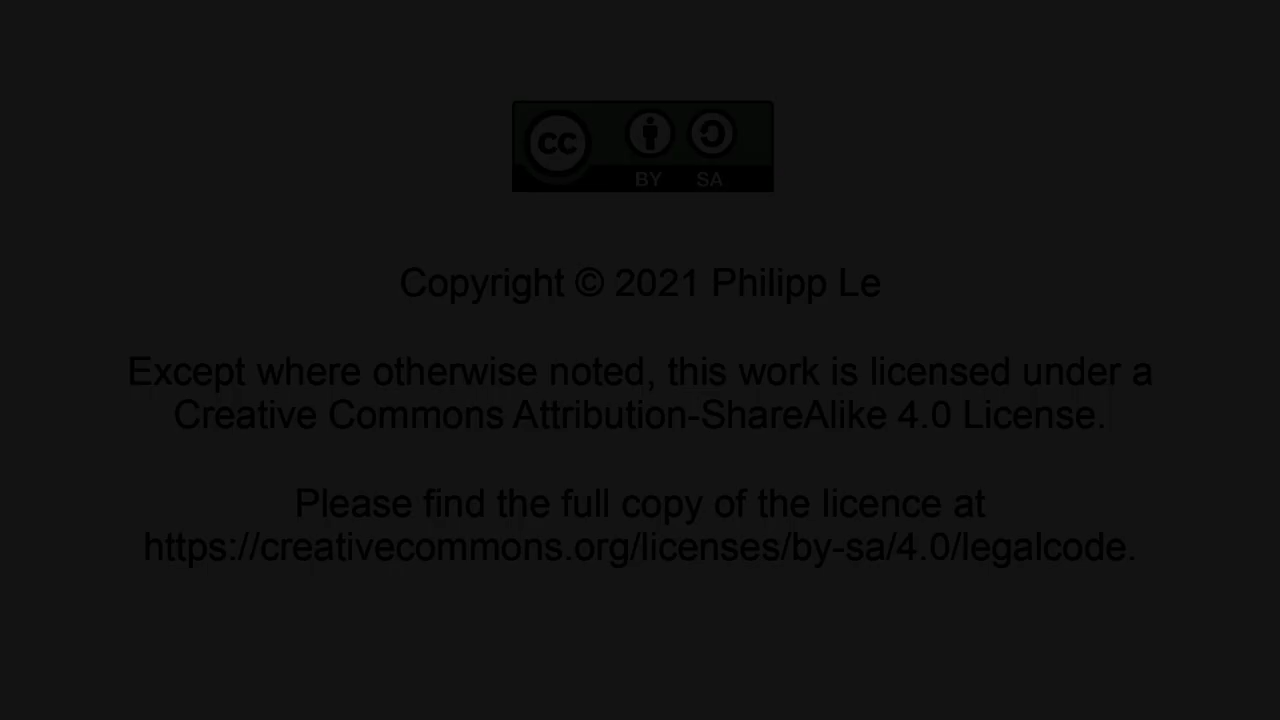 CC
BY SA
Copyright © 2021 Philipp Le
Except where otherwise noted, this work is licensed under a
Creative Commons Attribution-ShareAlike 4.0 License.
Please find the full copy of the licence at
https://creativecommons.org/licenses/by-sa/4.0/legalcode.